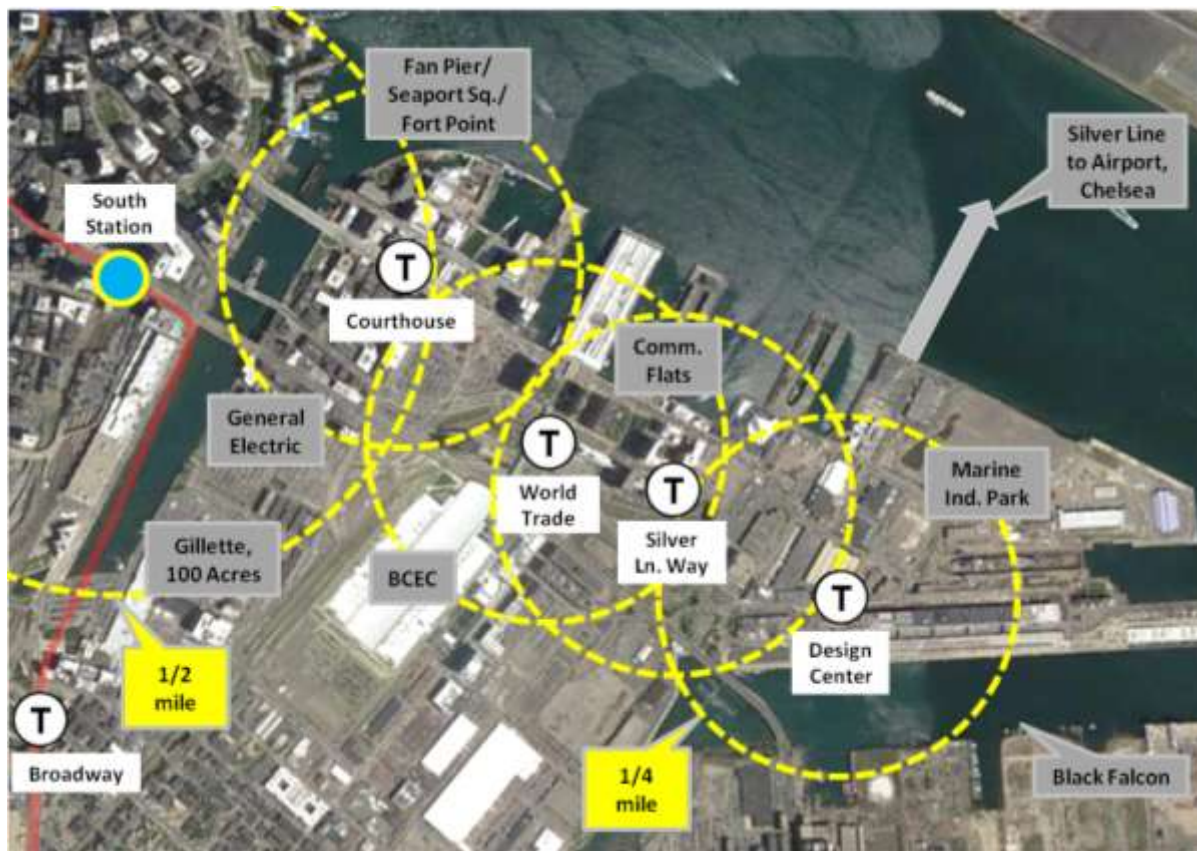 Fan Pier/
Seaport Sq./
Fort Point
Silver Line
to Airport,
Chelsea
South
Station
T
Courthouse
Comm.
Flats
General
Electric
T
World
Trade
T
Silver
Ln. Way
Marine
Ind. Park
Gillette,
100 Acres
BCEC
T
Design
Center
1/2
mile
T
Broadway
1/4
mile
Black Falcon